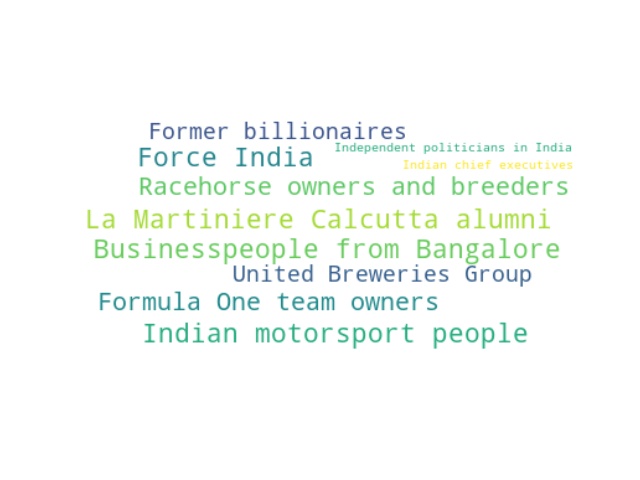 Former billionaires
Independent politicians in India
Force India
Indian chief executives
Racehorse owners and breeders
La Martiniere Calcutta alumni
Businesspeople from Bangalore
United Breweries Group
Formula One team owners
Indian motorsport people